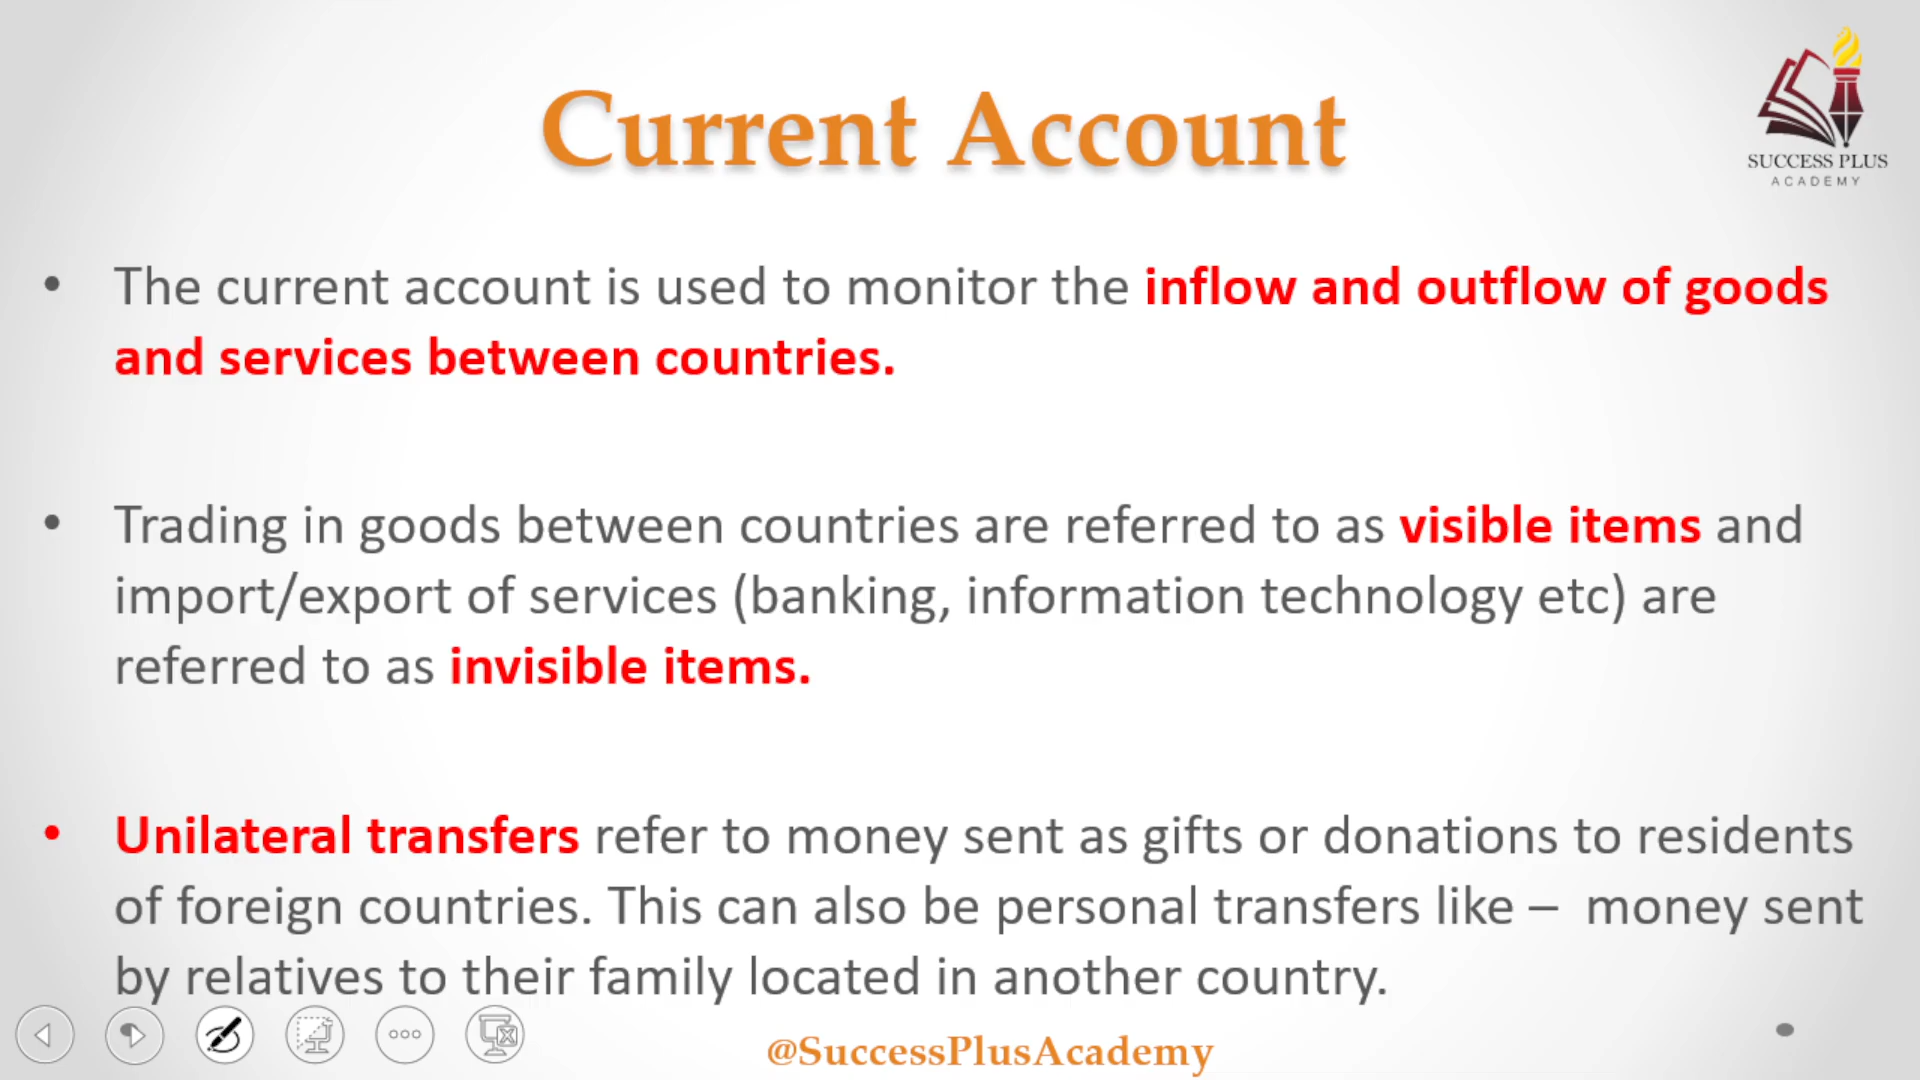 Current Account
SUCCESS PLUS
ACADEMY
• The current account is used to monitor the inflow and outflow of goods
and services between countries.
• Trading in goods between countries are referred to as visible items and
import/export of services (banking, information technology etc) are
referred to as invisible items.
• Unilateral transfers refer to money sent as gifts or donations to residents
of foreign countries. This can also be personal transfers like – money sent
by relatives to their family located in another country.
@SuccessPlusAcademy